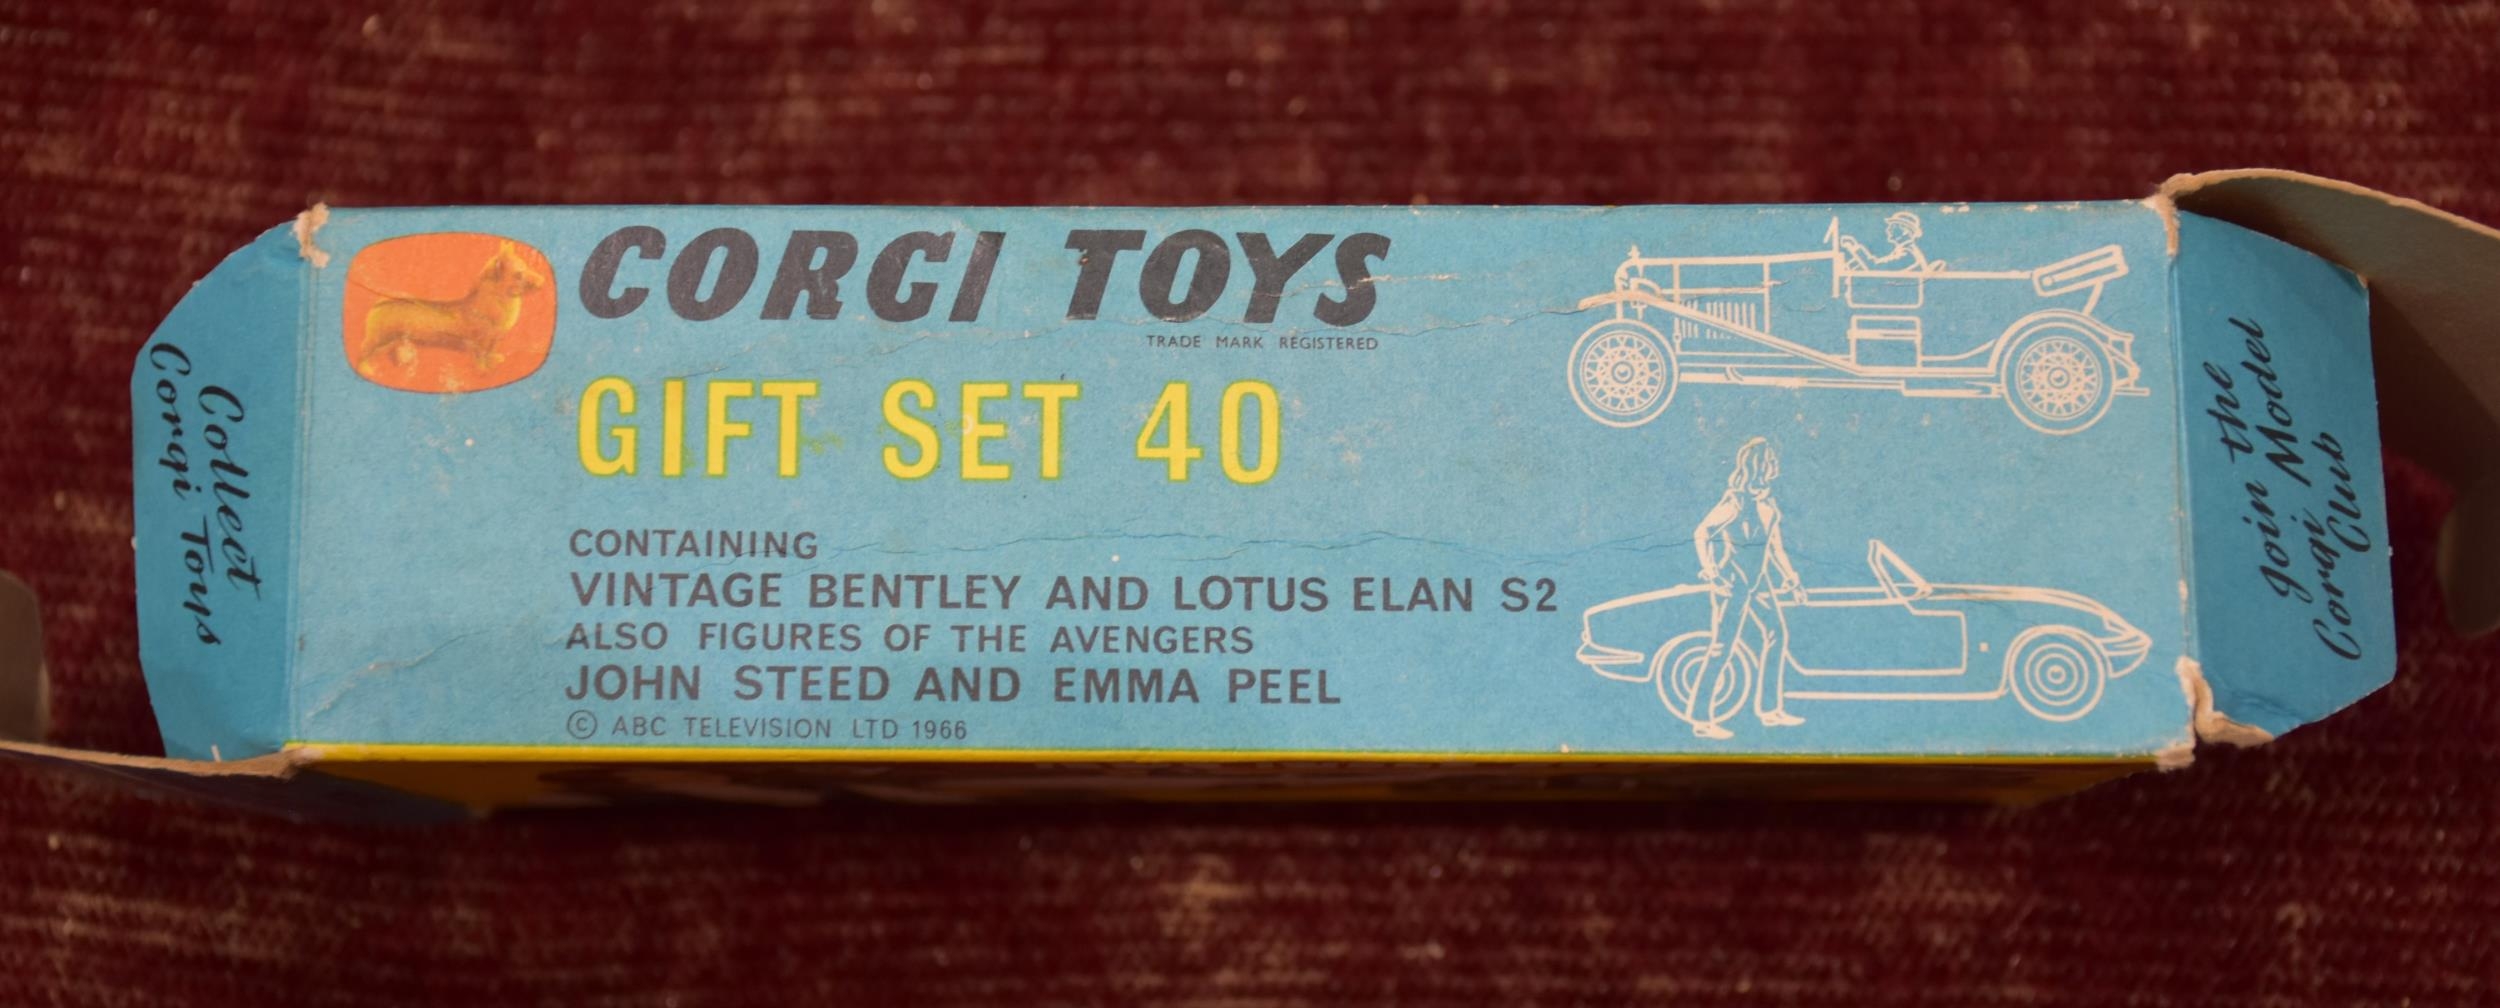 CORGI TOYS
TRADE MARK REGISTERED
GIFT SET 40
CONTAINING
VINTAGE BENTLEY AND LOTUS ELAN S2
ALSO FIGURES OF THE AVENGERS
JOHN STEED AND EMMA PEEL
© ABC TELEVISION LTD 1966
Collect
Corgi Toys
Join the
Corgi Model
Club